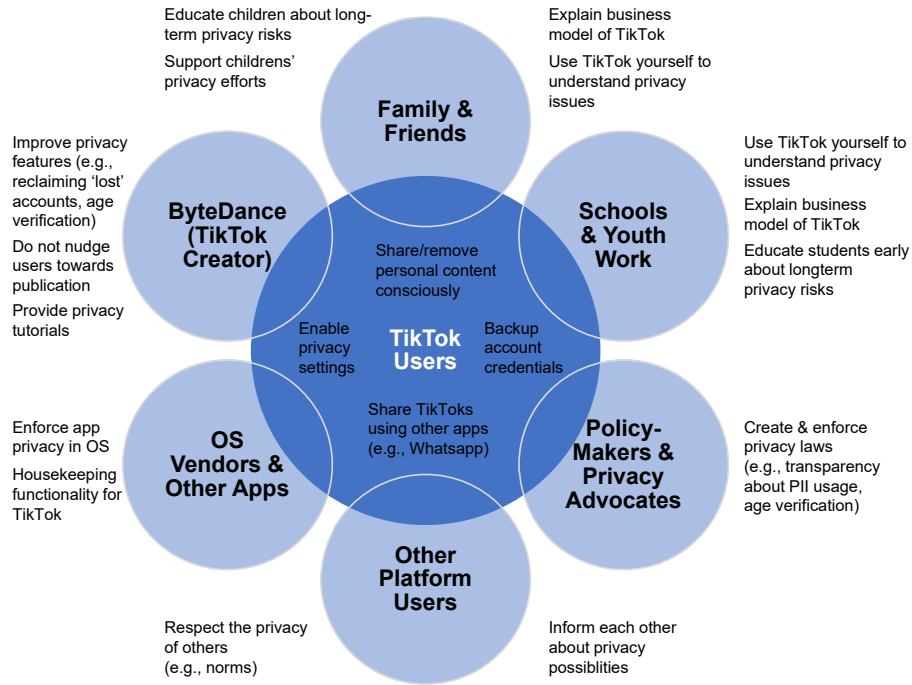 Educate children about long-
term privacy risks
Support childrens’
privacy efforts
Explain business
model of TikTok
Use TikTok yourself to
understand privacy
issues
Family &
Friends
Improve privacy
features (e.g.,
reclaiming ‘lost’
accounts, age
verification)
Do not nudge
users towards
publication
Provide privacy
tutorials
ByteDance
(TikTok
Creator)
Schools
& Youth
Work
Use TikTok yourself to
understand privacy
issues
Explain business
model of TikTok
Educate students early
about longterm
privacy risks
Share/remove
personal content
consciously
Enable
privacy
settings
TikTok
Users
Backup
account
credentials
Share TikToks
using other apps
(e.g., Whatsapp)
Enforce app
privacy in OS
Housekeeping
functionality for
TikTok
OS
Vendors &
Other Apps
Policy-
Makers &
Privacy
Advocates
Create & enforce
privacy laws
(e.g., transparency
about PII usage,
age verification)
Other
Platform
Users
Respect the privacy
of others
(e.g., norms)
Inform each other
about privacy
possiblities